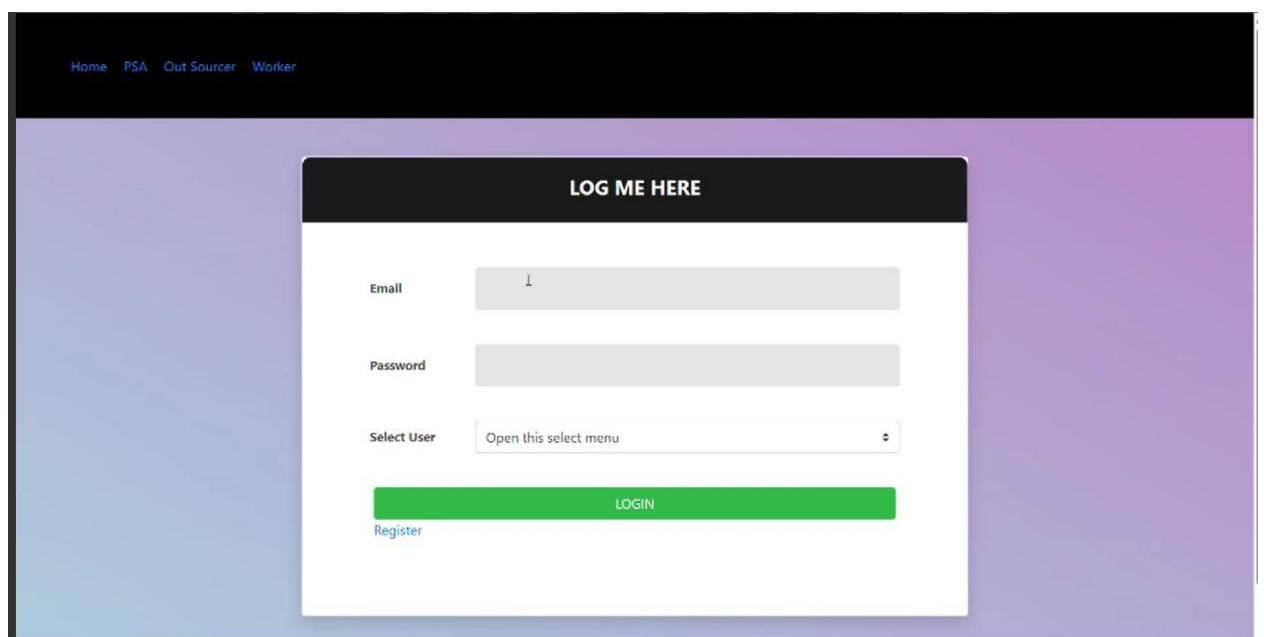 Home PSA Out Sourcer Worker
LOG ME HERE
Email
Password
Select User Open this select menu
LOGIN
Register